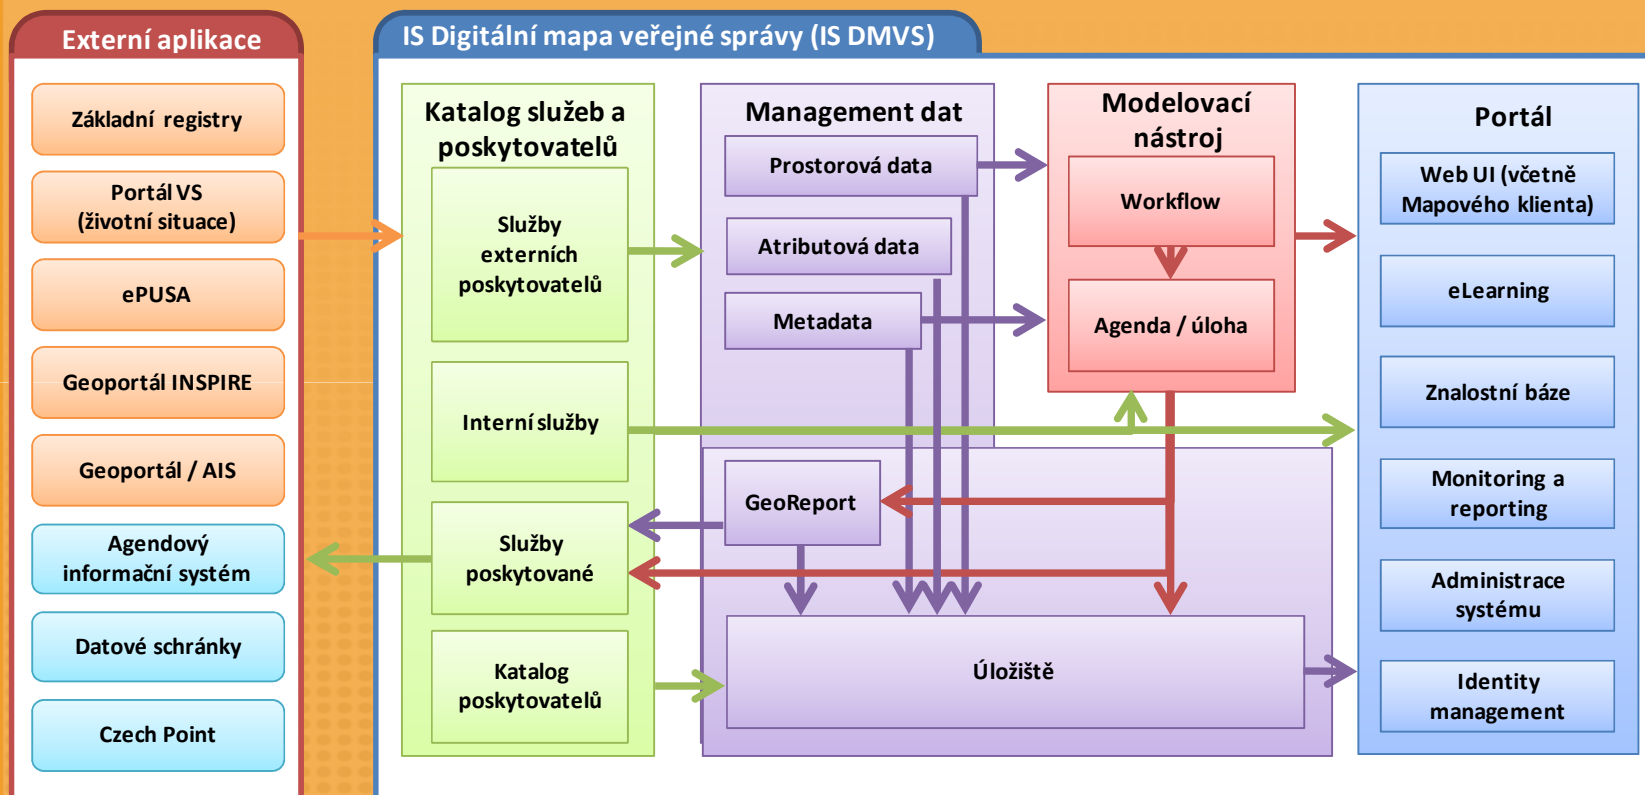 Externí aplikace
Základní registry
Portál VS
(životní situace)
ePUSA
Geoportál INSPIRE
Geoportál / AIS
Agendový
informační systém
Datové schránky
Czech Point
IS Digitální mapa veřejné správy (IS DMVS)
Katalog služeb a
poskytovatelů
Služby
externích
poskytovatelů
Interní služby
Služby
poskytované
Katalog
poskytovatelů
Management dat
Prostorová data
Atributová data
Metadata
GeoReport
Úložiště
Modelovací
nástroj
Workflow
Agenda / úloha
Portál
Web UI (včetně
Mapového klienta)
eLearning
Znalostní báze
Monitoring a
reporting
Administrace
systému
Identity
management